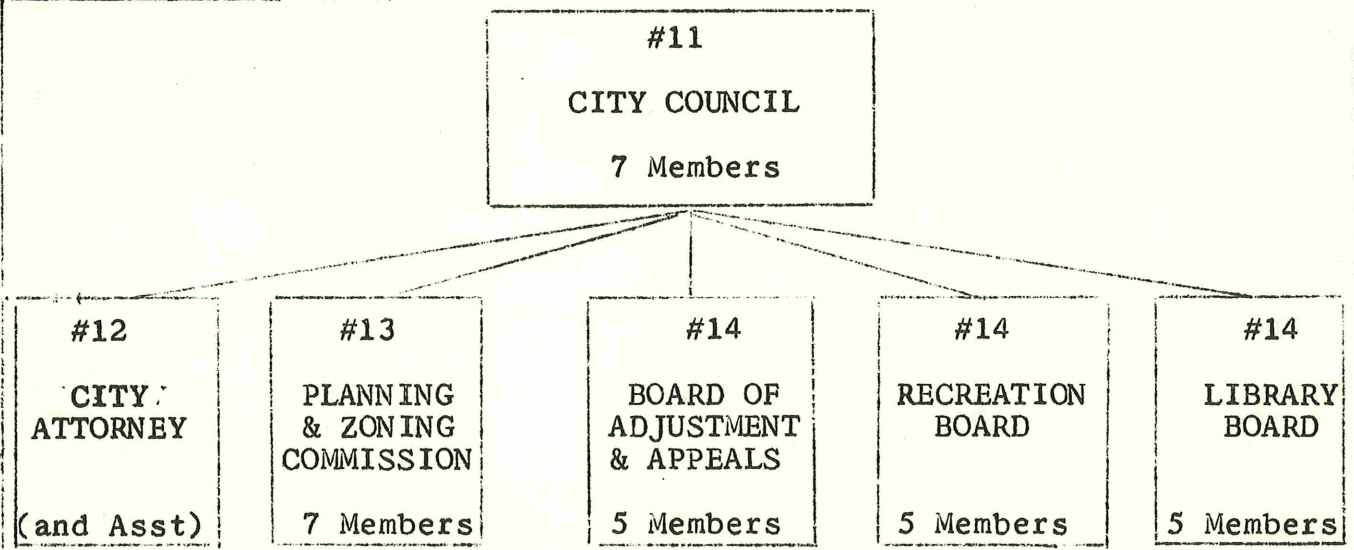 #11
CITY COUNCIL
7 Members
#12
CITY
ATTORNEY
(and Asst)
#13
PLANNING
& ZONING
COMMISSION
7 Members
#14
BOARD OF
ADJUSTMENT
& APPEALS
5 Members
#14
RECREATION
BOARD
5 Members
#14
LIBRARY
BOARD
5 Members